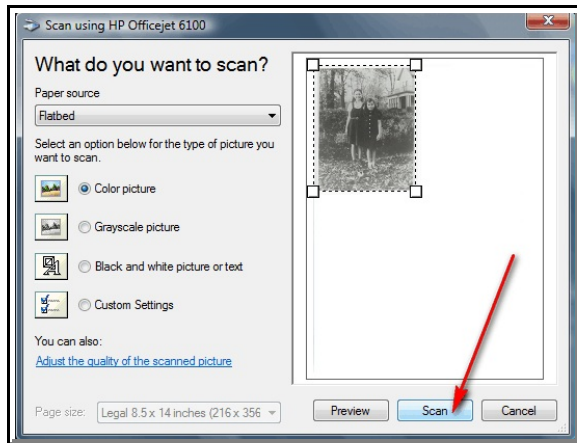 Scan using HP Officejet 6100
What do you want to scan?
Paper source
Flatbed
Select an option below for the type of picture you
want to scan.
Color picture
Grayscale picture
Black and white picture or text
Custom Settings
You can also:
Adjust the quality of the scanned picture
Page size: Legal 8.5 x 14 inches (216 x 356
Preview Scan Cancel